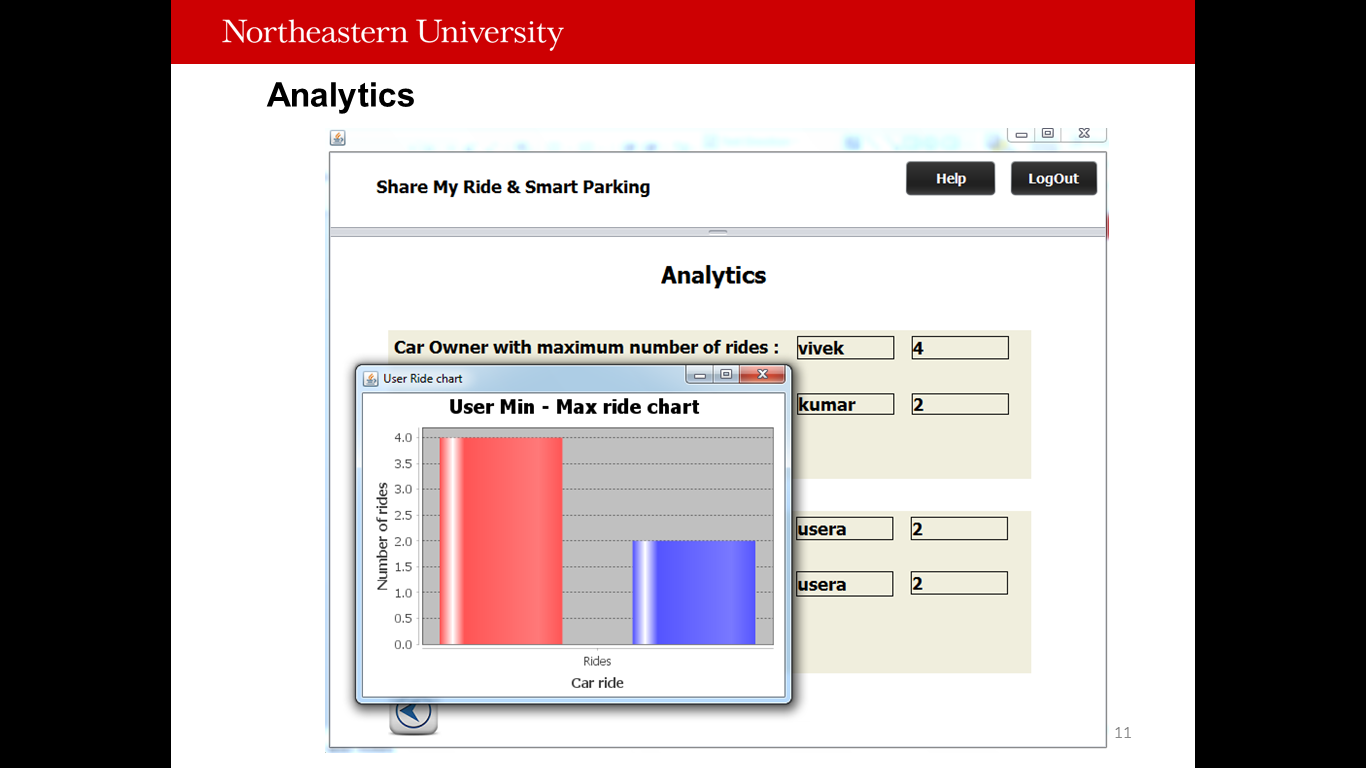 Northeastern University
Analytics
Share My Ride & Smart Parking
Help
LogOut
Analytics
Car Owner with maximum number of rides :
vivek
4
kumar
2
User Ride chart
User Min - Max ride chart
Number of rides
4.0
3.5
3.0
2.5
2.0
1.5
1.0
0.5
0.0
Rides
Car ride
usera
2
usera
2
11